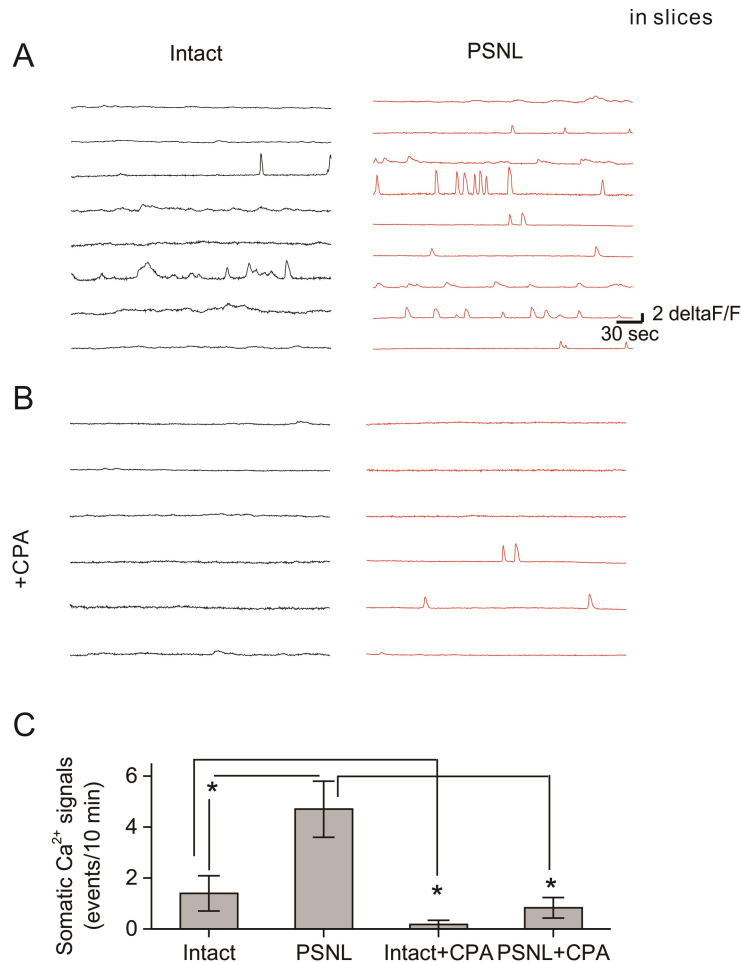 in slices
A
Intact
PSNL
2 deltaF/F
30 sec
B
+CPA
C
Somatic Ca²⁺ signals
(events/10 min)
6
4
2
0
*
*
*
Intact
PSNL
Intact+CPA
PSNL+CPA